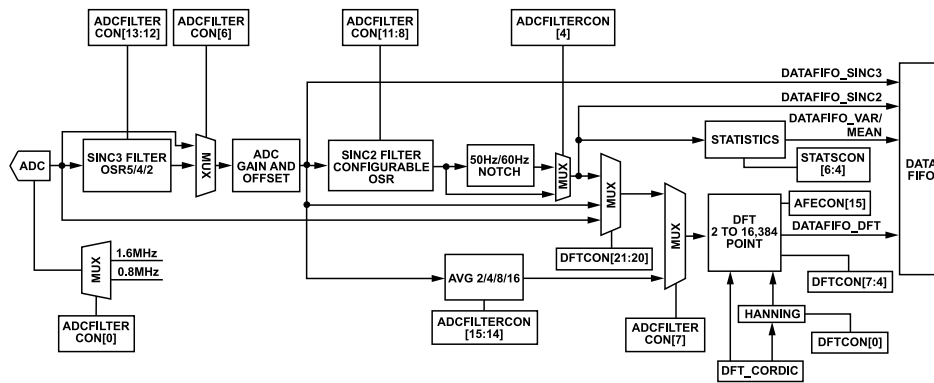 ADCFILTER
CON[13:12]
ADCFILTER
CON[6]
ADCFILTER
CON[11:8]
ADCFILTERCON
[4]
DATAFIFO_SINC3
DATAFIFO_SINC2
DATAFIFO_VAR/
MEAN
ADC
SINC3 FILTER
OSR5/4/2
MUX
ADC
GAIN AND
OFFSET
SINC2 FILTER
CONFIGURABLE
OSR
50Hz/60Hz
NOTCH
MUX
STATISTICS
STATSCON
[6:4]
DATA
FIFO
MUX
MUX
DFT
2 TO 16,384
POINT
AFECON[15]
DATAFIFO_DFT
MUX
1.6MHz
0.8MHz
DFTCON[21:20]
AVG 2/4/8/16
DFTCON[7:4]
HANNING
ADCFILTER
CON[0]
ADCFILTERCON
[15:14]
ADCFILTER
CON[7]
DFTCON[0]
DFT_CORDIC